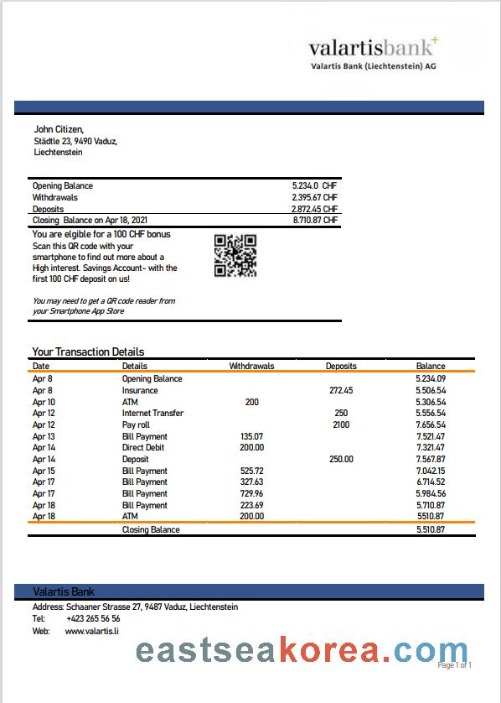 valartisbank+
Valartis Bank (Liechtenstein) AG
John Citizen,
Städtle 23, 9490 Vaduz,
Liechtenstein
Opening Balance 5.234.0 CHF
Withdrawals 2.395.67 CHF
Deposits 2.872.45 CHF
Closing Balance on Apr 18, 2021 8.710.87 CHF
You are elgible for a 100 CHF bonus
Scan this QR code with your
smartphone to find out more about a
High interest. Savings Account- with the
first 100 CHF deposit on us!
You may need to get a QR code reader from
your Smartphone App Store
Your Transaction Details
Date Details Withdrawals Deposits Balance
Apr 8 Opening Balance 5.234.09
Apr 8 Insurance 272.45 5.506.54
Apr 10 ATM 200 5.306.54
Apr 12 Internet Transfer 250 5.556.54
Apr 12 Pay roll 2100 7.656.54
Apr 13 Bill Payment 135.07 7.521.47
Apr 14 Direct Debit 200.00 7.321.47
Apr 14 Deposit 250.00 7.567.87
Apr 15 Bill Payment 525.72 7.042.15
Apr 17 Bill Payment 327.63 6.714.52
Apr 17 Bill Payment 729.96 5.984.56
Apr 18 Bill Payment 223.69 5.710.87
Apr 18 ATM 200.00 5510.87
Closing Balance 5.510.87
Valartis Bank
Address: Schaaner Strasse 27, 9487 Vaduz, Liechtenstein
Tel: +423 265 56 56
Web: www.valartis.li
eastseakorea.com
Page 1 of 1